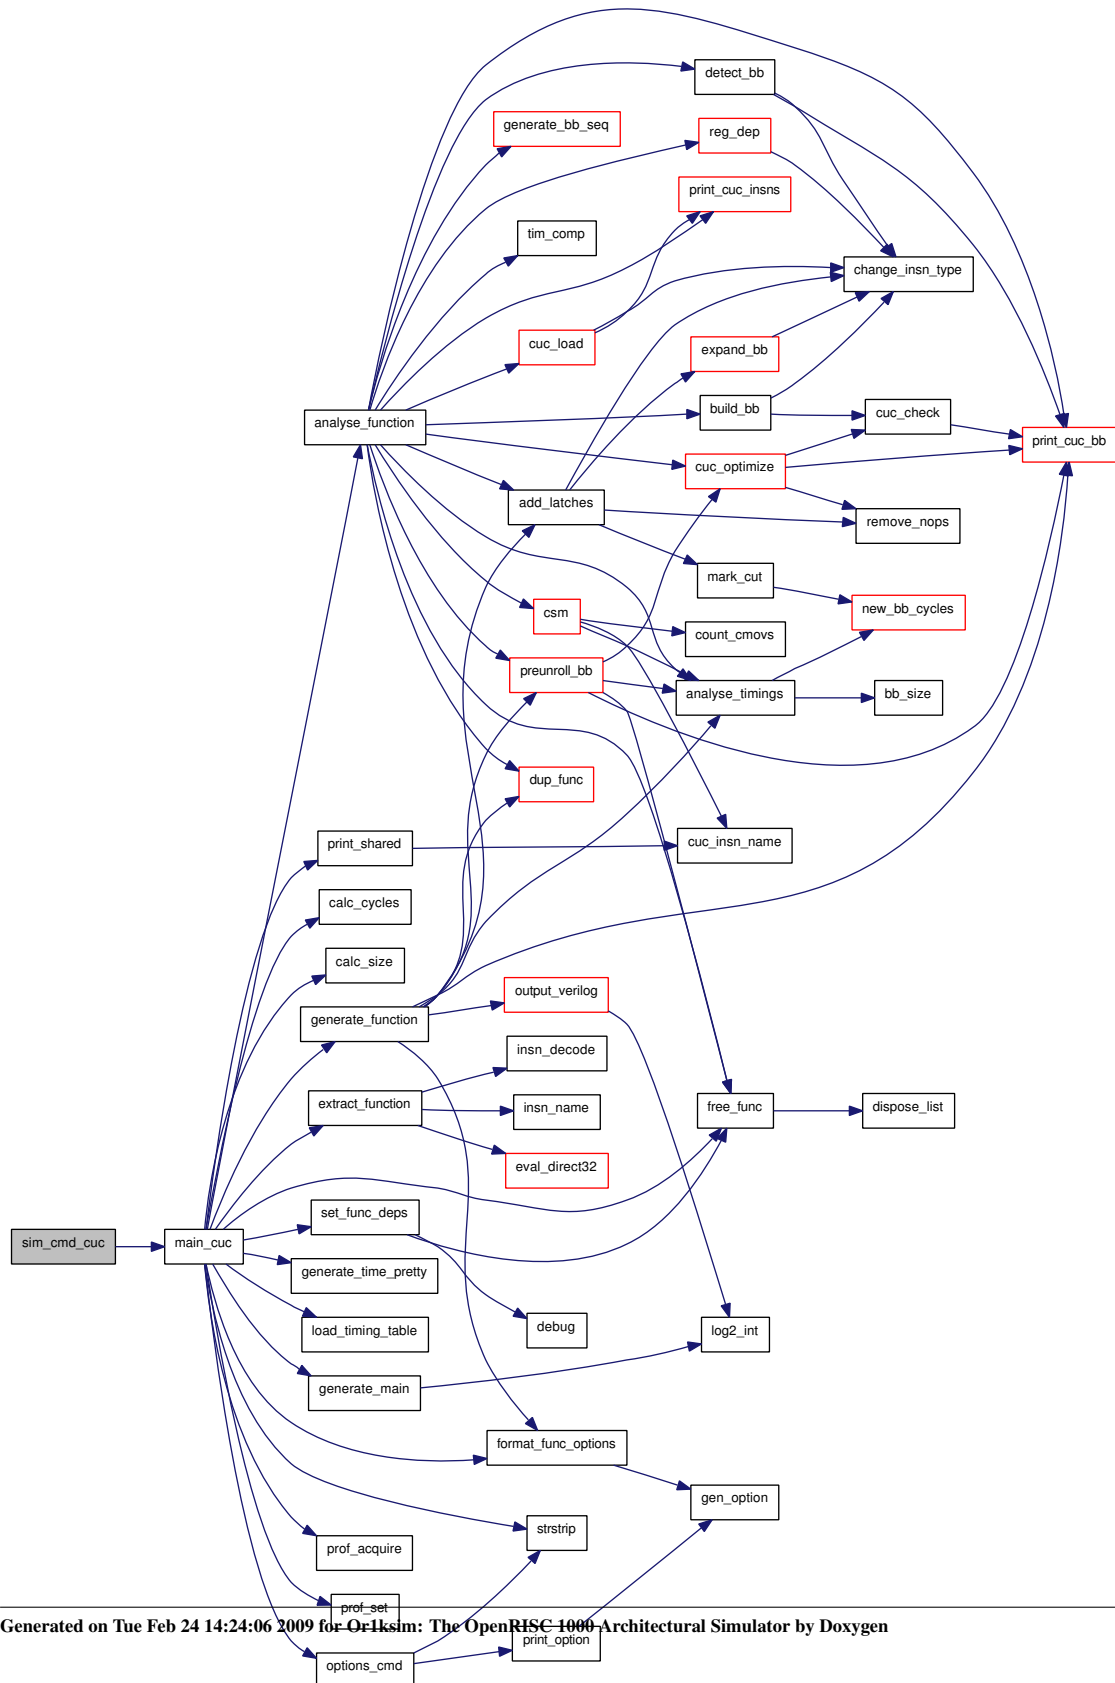 detect_bb
generate_bb_seq
reg_dep
print_cuc_insns
tim_comp
change_insn_type
cuc_load
expand_bb
build_bb
cuc_check
analyse_function
print_cuc_bb
cuc_optimize
add_latches
remove_nops
mark_cut
new_bb_cycles
csm
count_cmovs
preunroll_bb
analyse_timings
bb_size
dup_func
print_shared
cuc_insn_name
calc_cycles
calc_size
output_verilog
generate_function
insn_decode
extract_function
insn_name
free_func
dispose_list
eval_direct32
set_func_deps
sim_cmd_cuc
main_cuc
generate_time_pretty
load_timing_table
debug
log2_int
generate_main
format_func_options
gen_option
strstrip
prof_acquire
prof_set
Generated on Tue Feb 24 14:24:06 2009 for Or1ksim: The OpenRISC 1000 Architectural Simulator by Doxygen
print_option
options_cmd